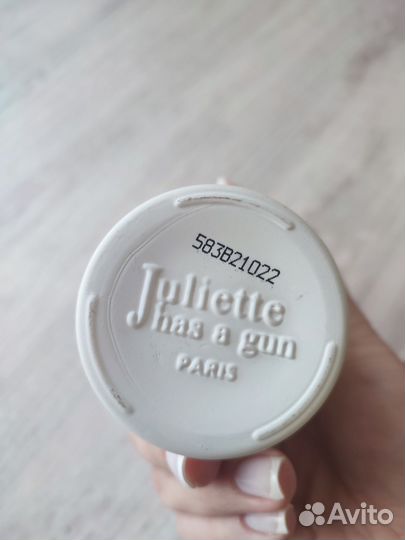 583B21022
Juliette
has a gun
PARIS
Avito